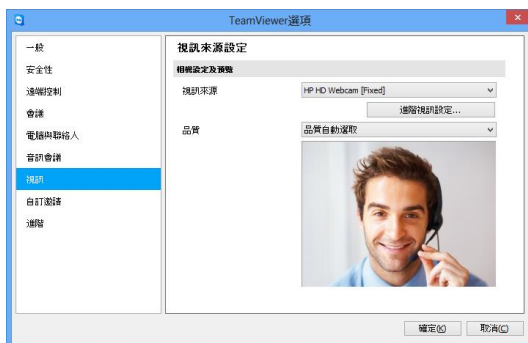 TeamViewer選項
一般
安全性
遠端控制
會議
電腦與聯絡人
音訊會議
視訊
自訂邀請
進階
視訊來源設定
相機設定及預覽
視訊來源
HP HD Webcam [Fixed]
進階視訊設定...
品質
品質自動選取
確定(K)
取消(C)